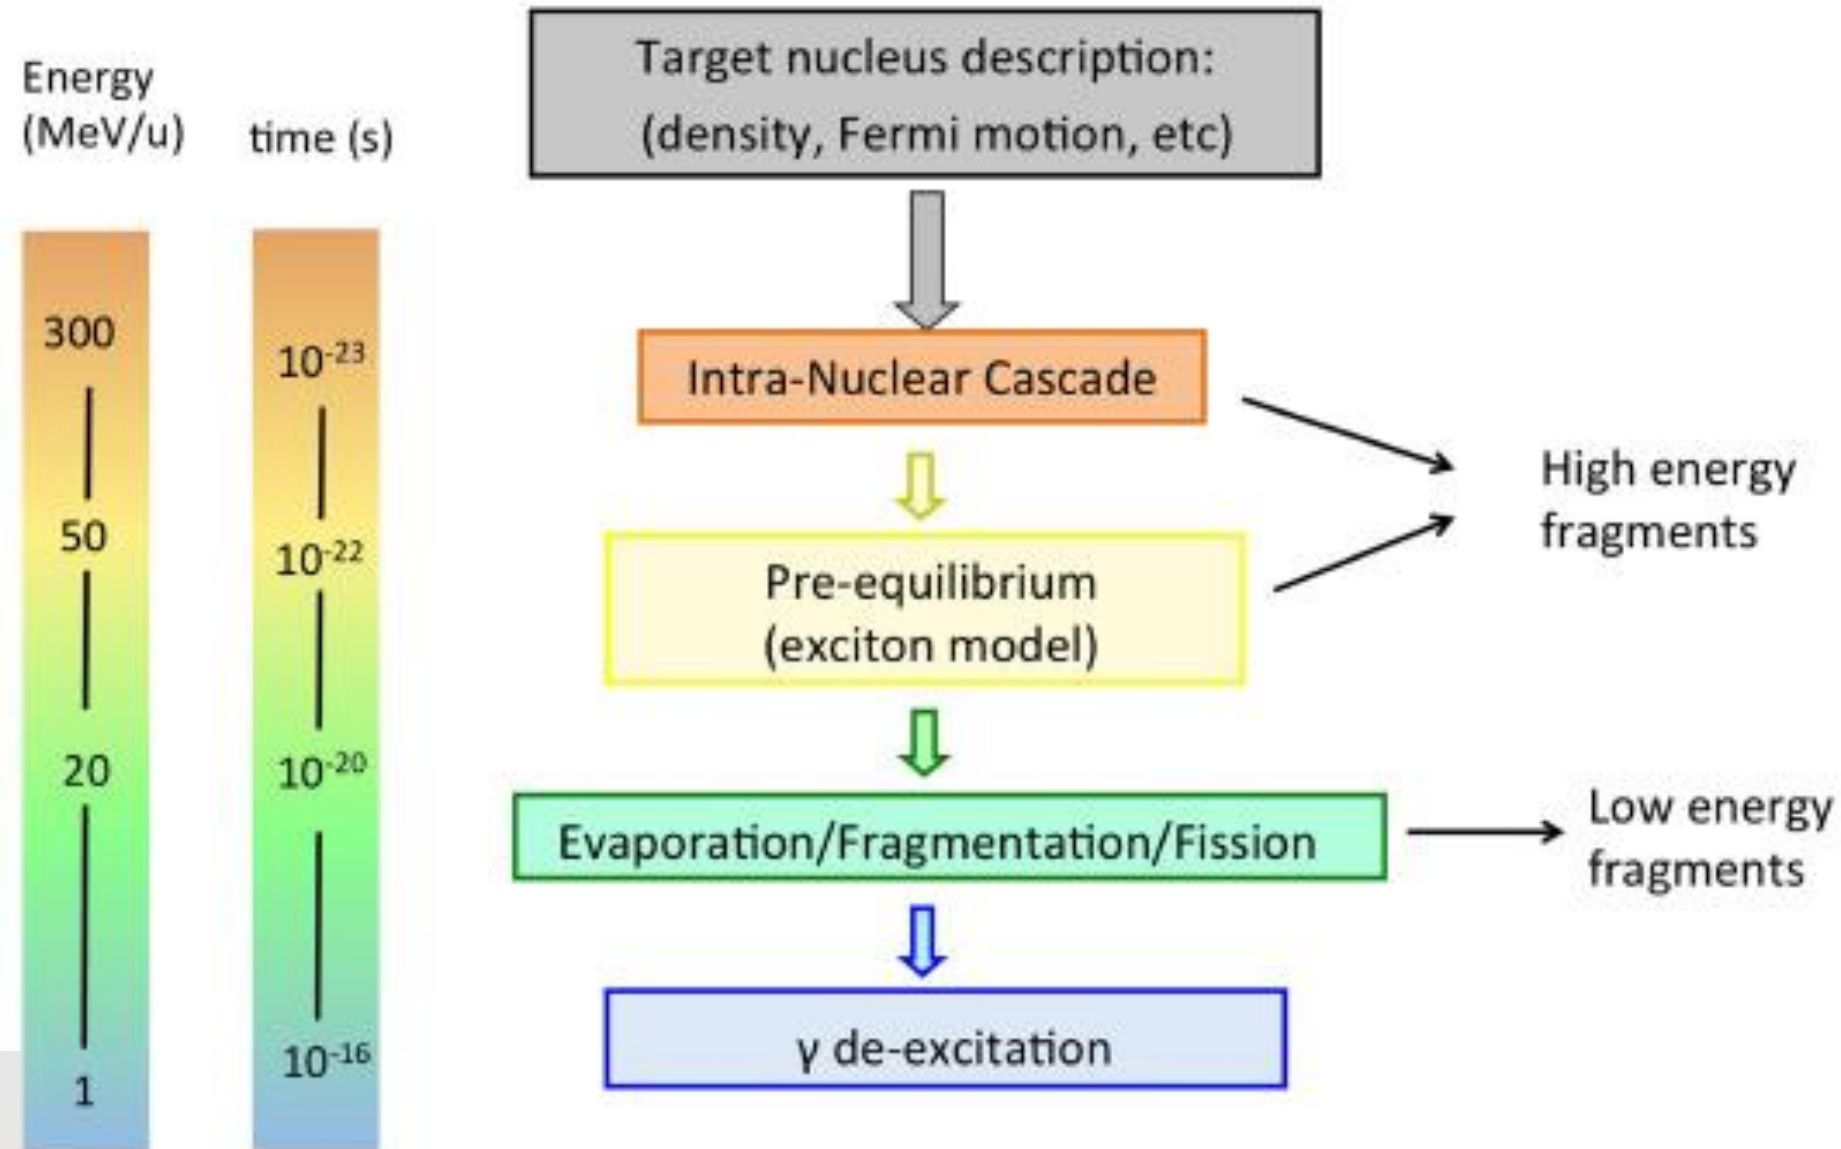 Energy
(MeV/u)
time (s)
300
50
20
1
10⁻²³
10⁻²²
10⁻²⁰
10⁻¹⁶
Target nucleus description:
(density, Fermi motion, etc)
Intra-Nuclear Cascade
Pre-equilibrium
(exciton model)
High energy
fragments
Evaporation/Fragmentation/Fission
Low energy
fragments
γ de-excitation